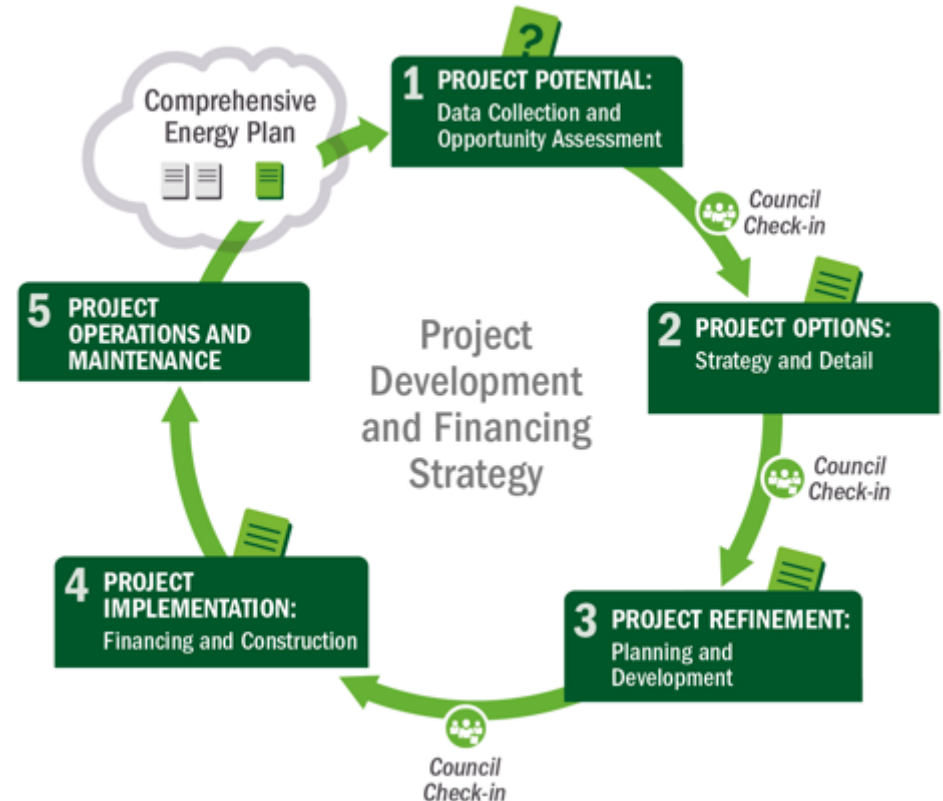 Comprehensive
Energy Plan
?
1 PROJECT POTENTIAL:
Data Collection and
Opportunity Assessment
Council
Check-in
2 PROJECT OPTIONS:
Strategy and Detail
Council
Check-in
3 PROJECT REFINEMENT:
Planning and
Development
Council
Check-in
4 PROJECT
IMPLEMENTATION:
Financing and Construction
5 PROJECT
OPERATIONS AND
MAINTENANCE
Project
Development
and Financing
Strategy